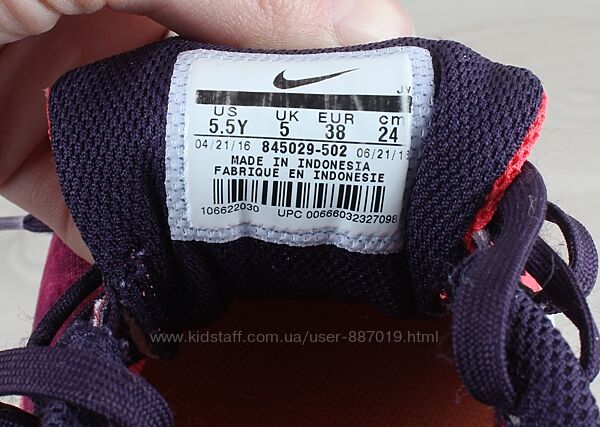 US UK EUR cm
5.5Y 5 38 24
04/21/16 845029-502 06/21/16
MADE IN INDONESIA
FABRIQUE EN INDONESIE
106622030 UPC 00666032327098
www.kidstaff.com.ua/user-887019.html